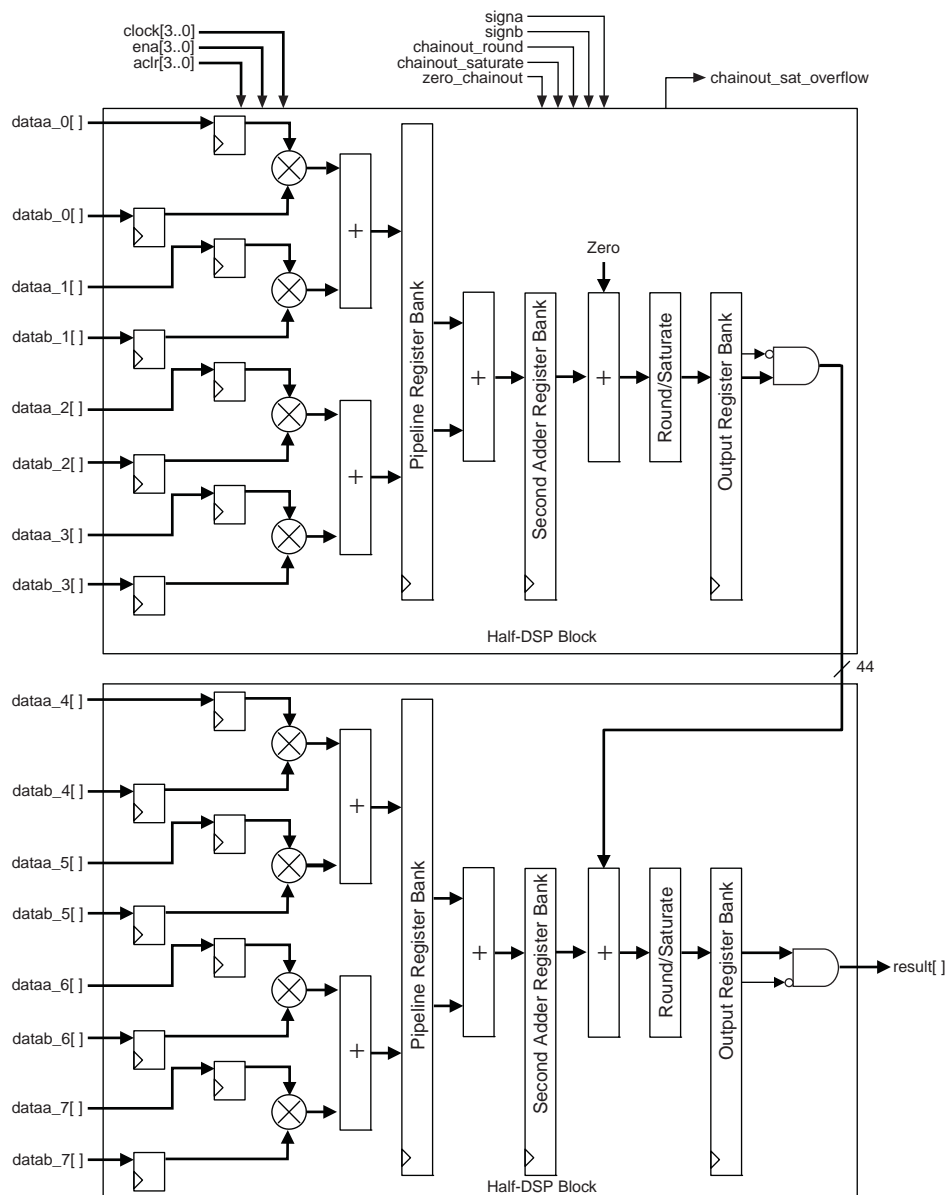 clock[3..0]
ena[3..0]
aclr[3..0]
signa
signb
chainout_round
chainout_saturate
zero_chainout
chainout_sat_overflow
dataa_0[ ]
datab_0[ ]
dataa_1[ ]
datab_1[ ]
dataa_2[ ]
datab_2[ ]
dataa_3[ ]
datab_3[ ]
+
+
Pipeline Register Bank
+
Second Adder Register Bank
Zero
+
Round/Saturate
Output Register Bank
Half-DSP Block
44
dataa_4[ ]
datab_4[ ]
dataa_5[ ]
datab_5[ ]
dataa_6[ ]
datab_6[ ]
dataa_7[ ]
datab_7[ ]
+
+
Pipeline Register Bank
+
Second Adder Register Bank
+
Round/Saturate
Output Register Bank
result[ ]
Half-DSP Block